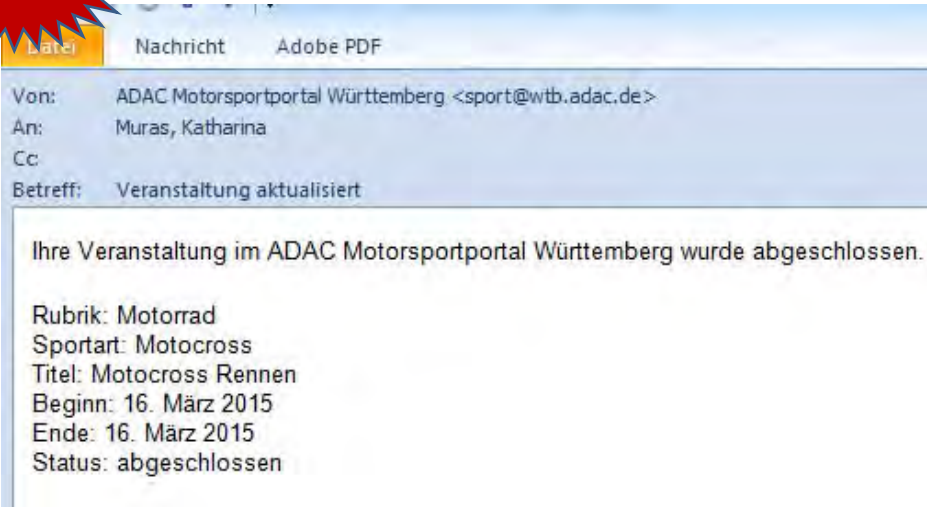 Datei Nachricht Adobe PDF
Von: ADAC Motorsportportal Württemberg <sport@wtb.adac.de>
An: Muras, Katharina
Cc
Betreff: Veranstaltung aktualisiert
Ihre Veranstaltung im ADAC Motorsportportal Württemberg wurde abgeschlossen.
Rubrik: Motorrad
Sportart: Motocross
Titel: Motocross Rennen
Beginn: 16. März 2015
Ende: 16. März 2015
Status: abgeschlossen